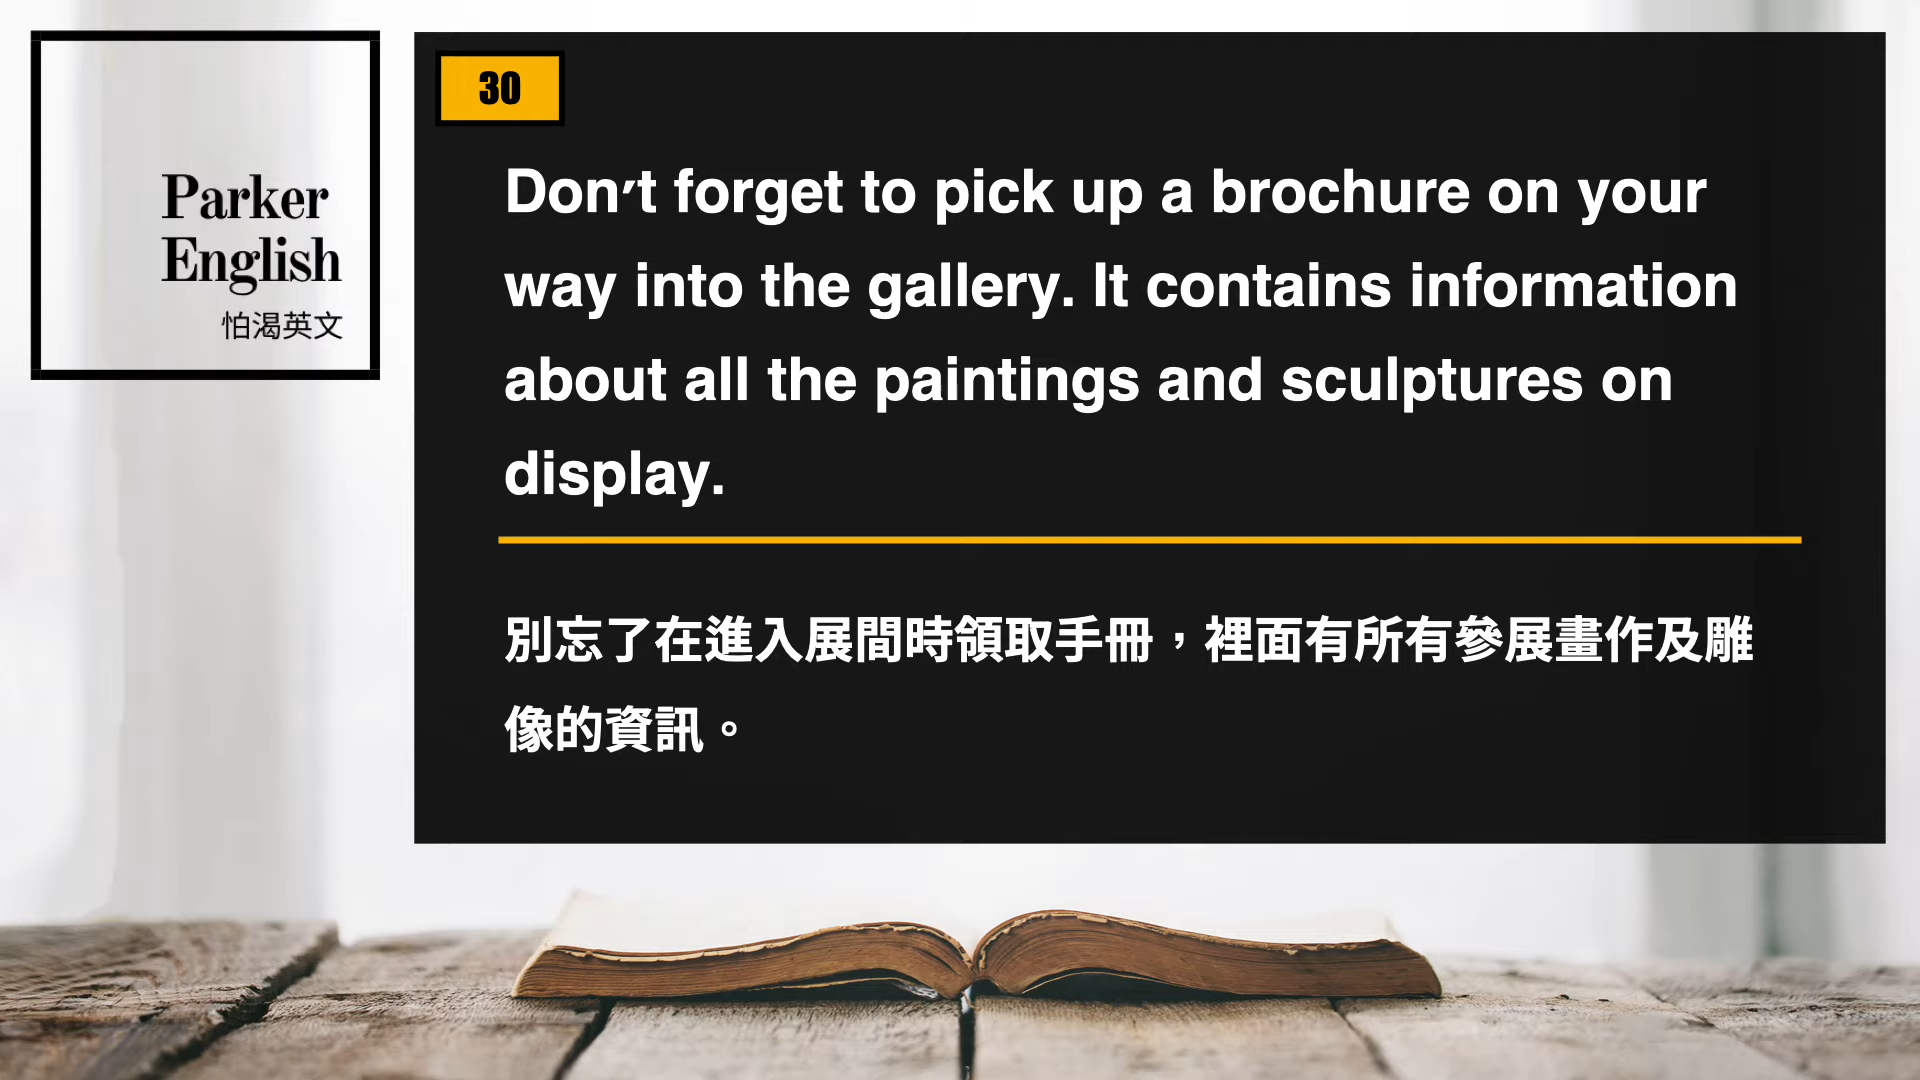 Parker
English
怕渴英文
30
Don't forget to pick up a brochure on your
way into the gallery. It contains information
about all the paintings and sculptures on
display.
別忘了在進入展間時領取手冊，裡面有所有參展畫作及雕
像的資訊。